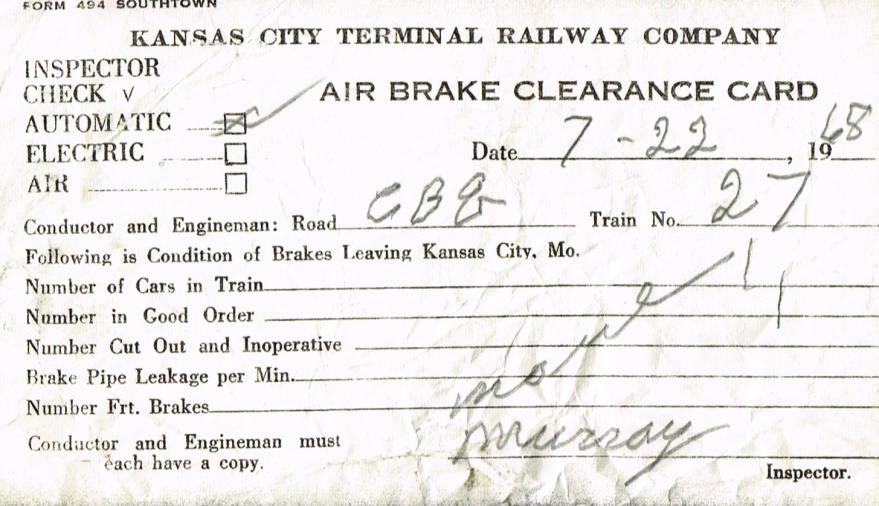 FORM 494 SOUTHTOWN
KANSAS CITY TERMINAL RAILWAY COMPANY
INSPECTOR
CHECK √
AIR BRAKE CLEARANCE CARD
AUTOMATIC
ELECTRIC
Date 7-22, 1968
AIR
Conductor and Engineman: Road CB& Train No. 27
Following is Condition of Brakes Leaving Kansas City, Mo.
Number of Cars in Train 1
Number in Good Order 1
Number Cut Out and Inoperative
Brake Pipe Leakage per Min. none
Number Frt. Brakes
Conductor and Engineman must
each have a copy.
Murray
Inspector.